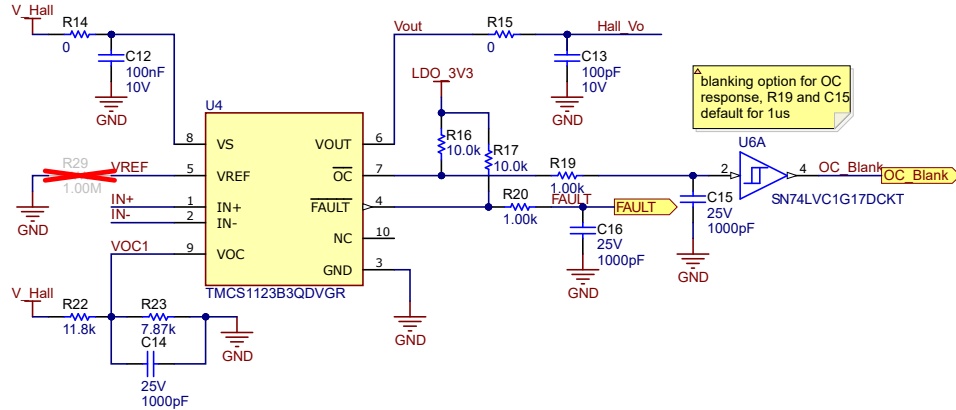 V_Hall
R14
0
C12
100nF
10V
GND
Vout
R15
0
Hall_Vo
C13
100pF
10V
GND
LDO_3V3
R16
10.0k
R17
10.0k
blanking option for OC
response, R19 and C15
default for 1us
U4
8
VS
VOUT
6
R29
1.00M
VREF
5
VREF
OC
7
GND
IN+
1
IN+
FAULT
4
IN-
2
IN-
NC
10
VOC1
9
VOC
GND
3
TMCS1123B3QDVGR
GND
R19
1.00k
R20
1.00k
FAULT
FAULT
C16
25V
1000pF
GND
C15
25V
1000pF
GND
U6A
2
4
OC_Blank
OC_Blank
SN74LVC1G17DCKT
V_Hall
R22
11.8k
R23
7.87k
C14
25V
1000pF
GND